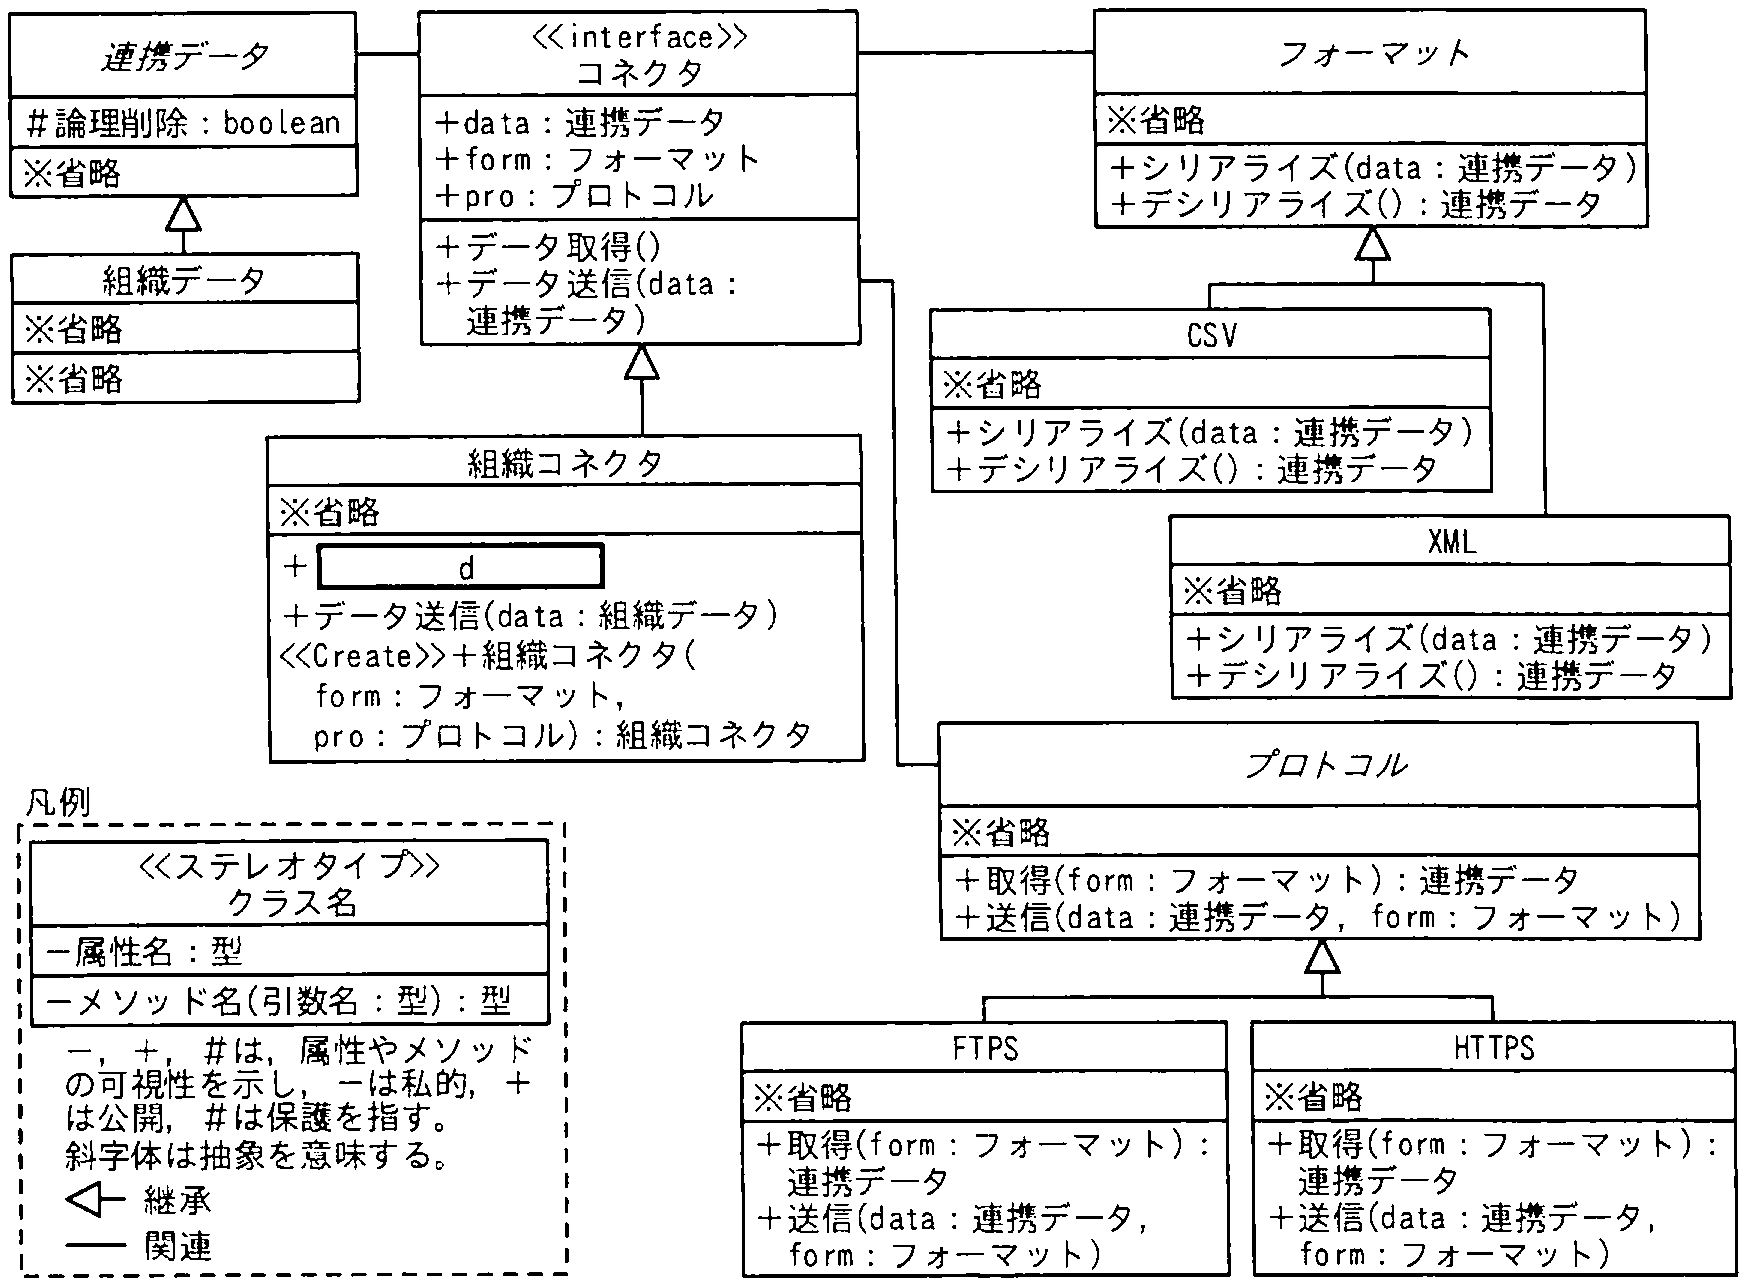 連携データ
#論理削除:boolean
※省略
組織データ
※省略
※省略
<<interface>>
コネクタ
+data:連携データ
+form:フォーマット
+pro:プロトコル
+データ取得()
+データ送信(data:
連携データ)
フォーマット
※省略
+シリアライズ(data:連携データ)
+デシリアライズ():連携データ
CSV
※省略
+シリアライズ(data:連携データ)
+デシリアライズ():連携データ
組織コネクタ
※省略
+ d
+データ送信(data:組織データ)
<<Create>>+組織コネクタ(
form:フォーマット,
pro:プロトコル):組織コネクタ
XML
※省略
+シリアライズ(data:連携データ)
+デシリアライズ():連携データ
プロトコル
※省略
+取得(form:フォーマット):連携データ
+送信(data:連携データ, form:フォーマット)
FTPS
※省略
+取得(form:フォーマット):
連携データ
+送信(data:連携データ,
form:フォーマット)
HTTPS
※省略
+取得(form:フォーマット):
連携データ
+送信(data:連携データ,
form:フォーマット)
凡例
<<ステレオタイプ>>
クラス名
-属性名:型
-メソッド名(引数名:型):型
-, +, #は, 属性やメソッド
の可視性を示し, -は私的, +
は公開, #は保護を指す。
斜字体は抽象を意味する。
継承
関連